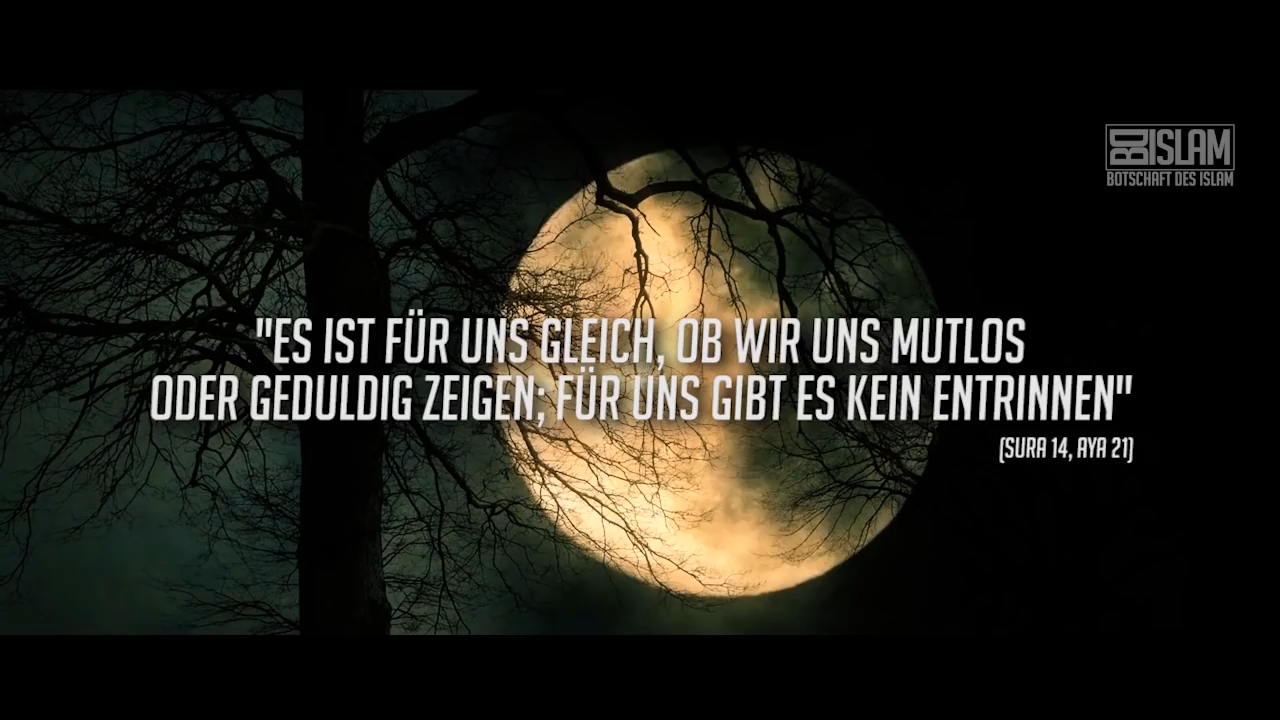 BDISLAM
BOTSCHAFT DES ISLAM
"ES IST FÜR UNS GLEICH, OB WIR UNS MUTLOS
ODER GEDULDIG ZEIGEN; FÜR UNS GIBT ES KEIN ENTRINNEN"
(SURA 14, AYA 21)